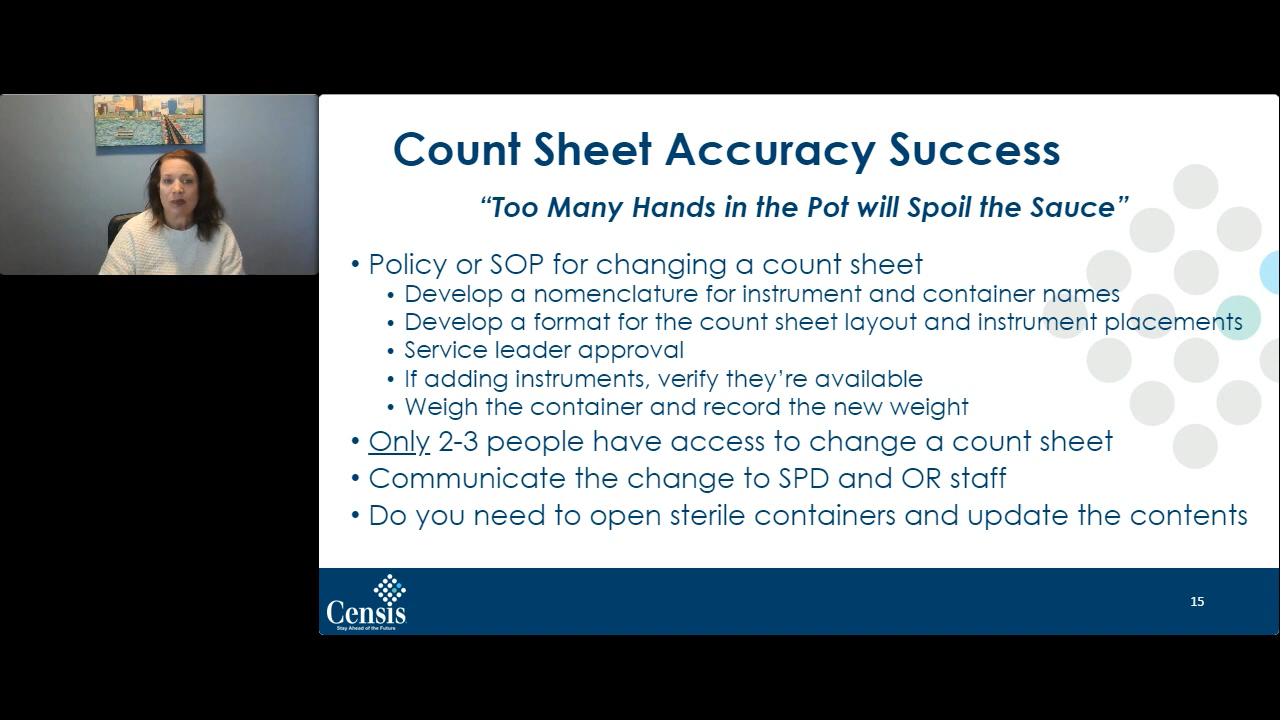 Count Sheet Accuracy Success
“Too Many Hands in the Pot will Spoil the Sauce”
• Policy or SOP for changing a count sheet
• Develop a nomenclature for instrument and container names
• Develop a format for the count sheet layout and instrument placements
• Service leader approval
• If adding instruments, verify they’re available
• Weigh the container and record the new weight
• Only 2-3 people have access to change a count sheet
• Communicate the change to SPD and OR staff
• Do you need to open sterile containers and update the contents
Censis
Stay Ahead of the Future
15